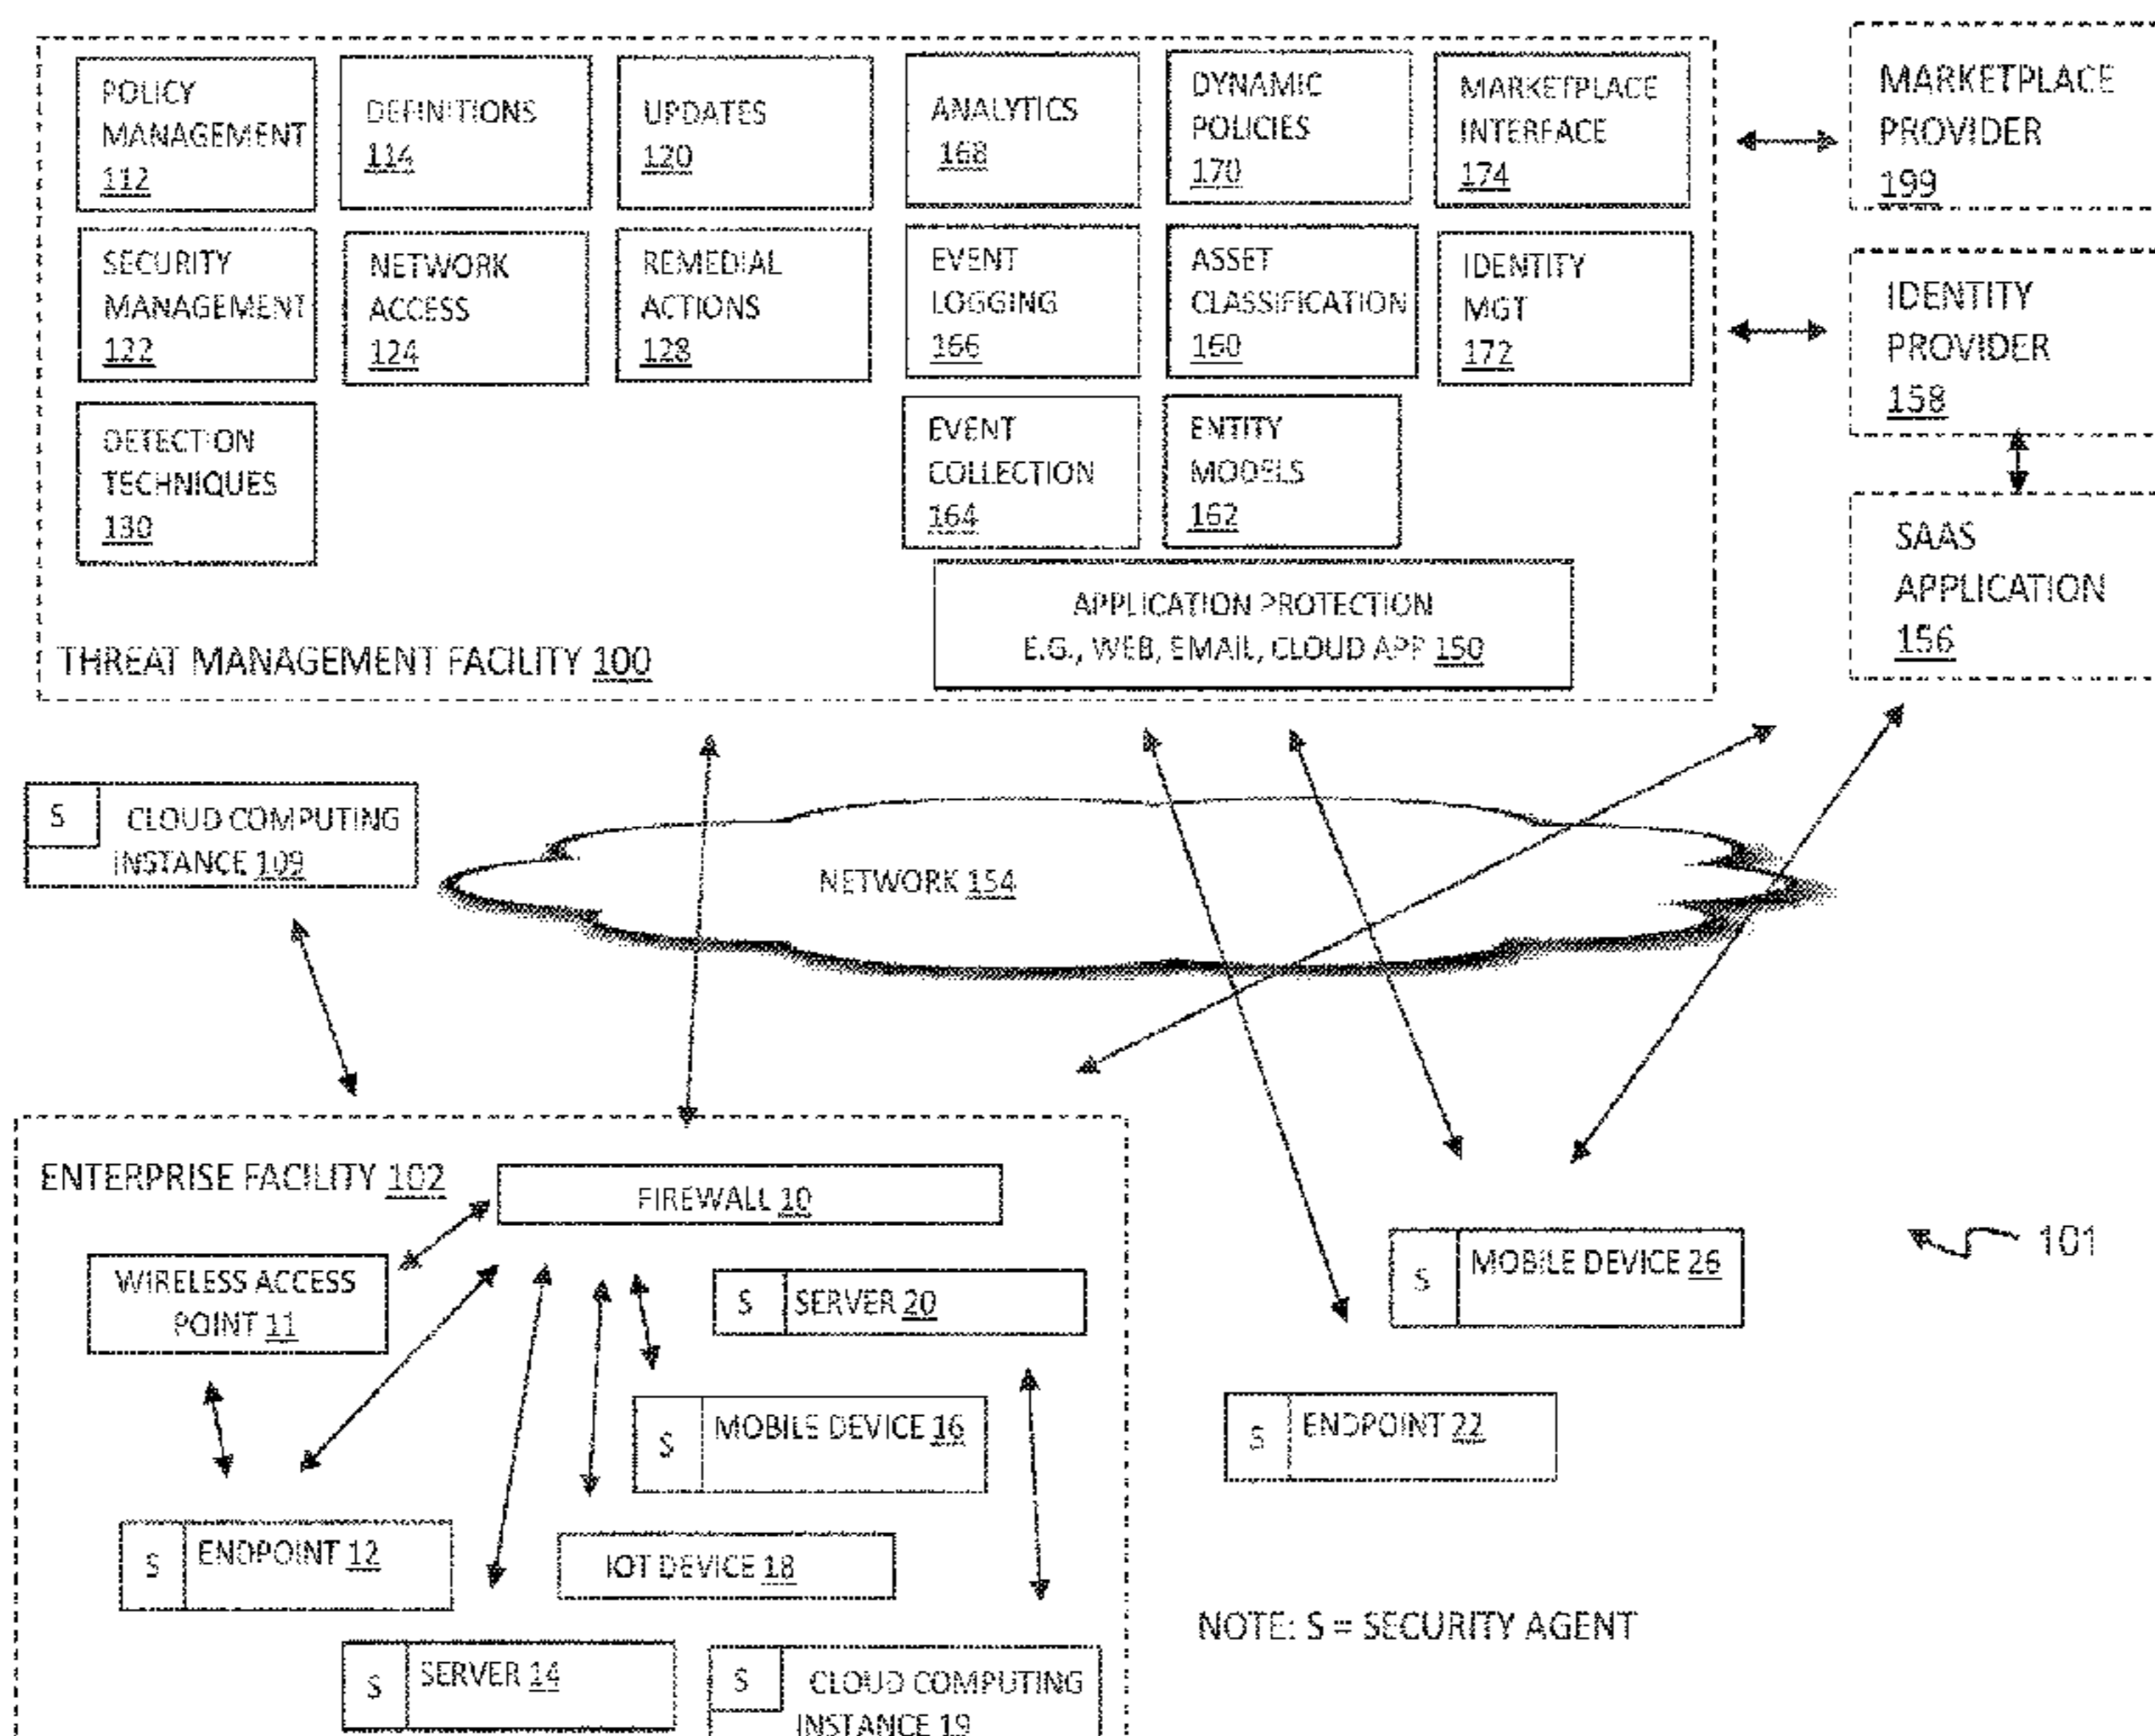 POLICY
MANAGEMENT
112
DEFINITIONS
114
UPDATES
120
ANALYTICS
168
DYNAMIC
POLICIES
170
MARKETPLACE
INTERFACE
174
MARKETPLACE
PROVIDER
199
SECURITY
MANAGEMENT
122
NETWORK
ACCESS
124
REMEDIAL
ACTIONS
128
EVENT
LOGGING
166
ASSET
CLASSIFICATION
160
IDENTITY
MGT
172
IDENTITY
PROVIDER
158
DETECTION
TECHNIQUES
130
EVENT
COLLECTION
164
ENTITY
MODELS
162
SAAS
APPLICATION
156
APPLICATION PROTECTION
E.G., WEB, EMAIL, CLOUD APP 150
THREAT MANAGEMENT FACILITY 100
S CLOUD COMPUTING
INSTANCE 109
NETWORK 154
ENTERPRISE FACILITY 102
FIREWALL 10
WIRELESS ACCESS
POINT 11
S SERVER 20
S MOBILE DEVICE 26
101
S MOBILE DEVICE 16
S ENDPOINT 22
S ENDPOINT 12
IOT DEVICE 18
NOTE: S = SECURITY AGENT
S SERVER 14
S CLOUD COMPUTING
INSTANCE 19